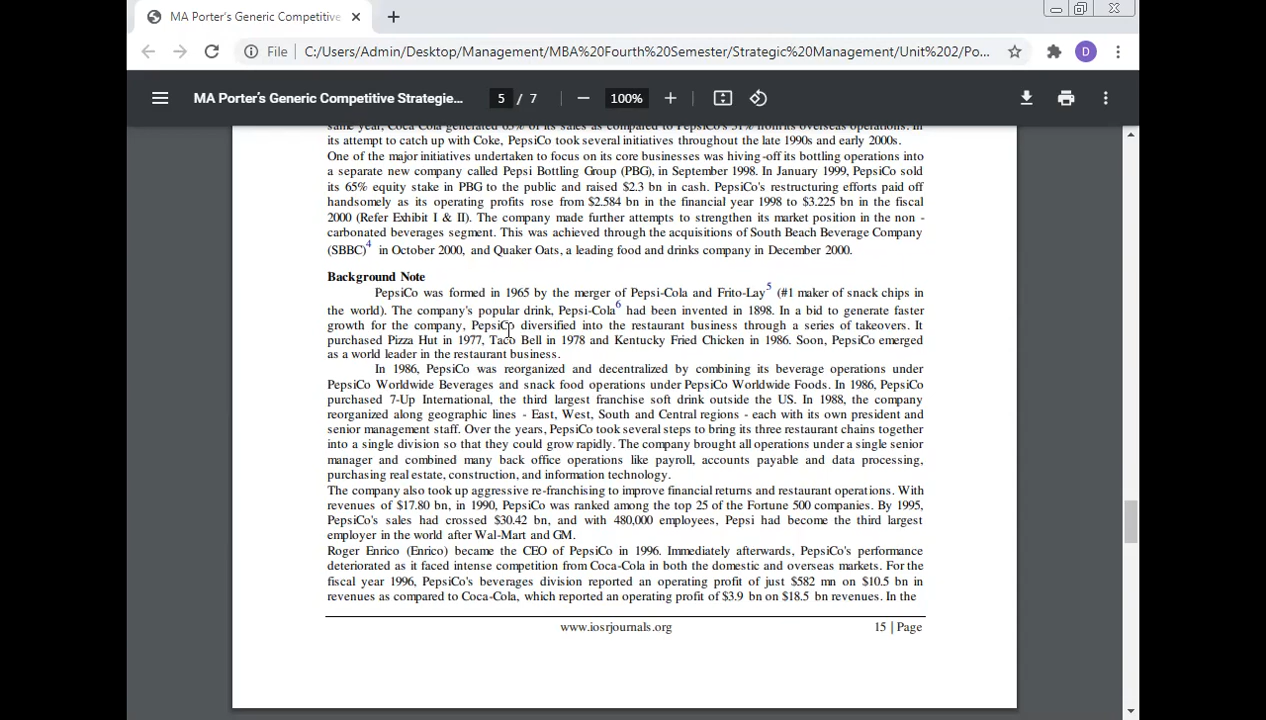 MA Porter's Generic Competitive
File
C:/Users/Admin/Desktop/Management/MBA%20Fourth%20Semester/Strategic%20Management/Unit%202/Po...
D
MA Porter's Generic Competitive Strategie...
5 / 7
100%
same year, Coca Cola generated 65% of its sales as compared to PepsiCo's 31% from its overseas operations. In
its attempt to catch up with Coke, PepsiCo took several initiatives throughout the late 1990s and early 2000s.
One of the major initiatives undertaken to focus on its core businesses was hiving -off its bottling operations into
a separate new company called Pepsi Bottling Group (PBG), in September 1998. In January 1999, PepsiCo sold
its 65% equity stake in PBG to the public and raised $2.3 bn in cash. PepsiCo's restructuring efforts paid off
handsomely as its operating profits rose from $2.584 bn in the financial year 1998 to $3.225 bn in the fiscal
2000 (Refer Exhibit I & II). The company made further attempts to strengthen its market position in the non -
carbonated beverages segment. This was achieved through the acquisitions of South Beach Beverage Company
(SBBC)4 in October 2000, and Quaker Oats, a leading food and drinks company in December 2000.
Background Note
PepsiCo was formed in 1965 by the merger of Pepsi-Cola and Frito-Lay5 (#1 maker of snack chips in
the world). The company's popular drink, Pepsi-Cola6 had been invented in 1898. In a bid to generate faster
growth for the company, PepsiCo diversified into the restaurant business through a series of takeovers. It
purchased Pizza Hut in 1977, Taco Bell in 1978 and Kentucky Fried Chicken in 1986. Soon, PepsiCo emerged
as a world leader in the restaurant business.
In 1986, PepsiCo was reorganized and decentralized by combining its beverage operations under
PepsiCo Worldwide Beverages and snack food operations under PepsiCo Worldwide Foods. In 1986, PepsiCo
purchased 7-Up International, the third largest franchise soft drink outside the US. In 1988, the company
reorganized along geographic lines - East, West, South and Central regions - each with its own president and
senior management staff. Over the years, PepsiCo took several steps to bring its three restaurant chains together
into a single division so that they could grow rapidly. The company brought all operations under a single senior
manager and combined many back office operations like payroll, accounts payable and data processing,
purchasing real estate, construction, and information technology.
The company also took up aggressive re-franchising to improve financial returns and restaurant operations. With
revenues of $17.80 bn, in 1990, PepsiCo was ranked among the top 25 of the Fortune 500 companies. By 1995,
PepsiCo's sales had crossed $30.42 bn, and with 480,000 employees, Pepsi had become the third largest
employer in the world after Wal-Mart and GM.
Roger Enrico (Enrico) became the CEO of PepsiCo in 1996. Immediately afterwards, PepsiCo's performance
deteriorated as it faced intense competition from Coca-Cola in both the domestic and overseas markets. For the
fiscal year 1996, PepsiCo's beverages division reported an operating profit of just $582 mn on $10.5 bn in
revenues as compared to Coca-Cola, which reported an operating profit of $3.9 bn on $18.5 bn revenues. In the
www.iosrjournals.org
15 | Page